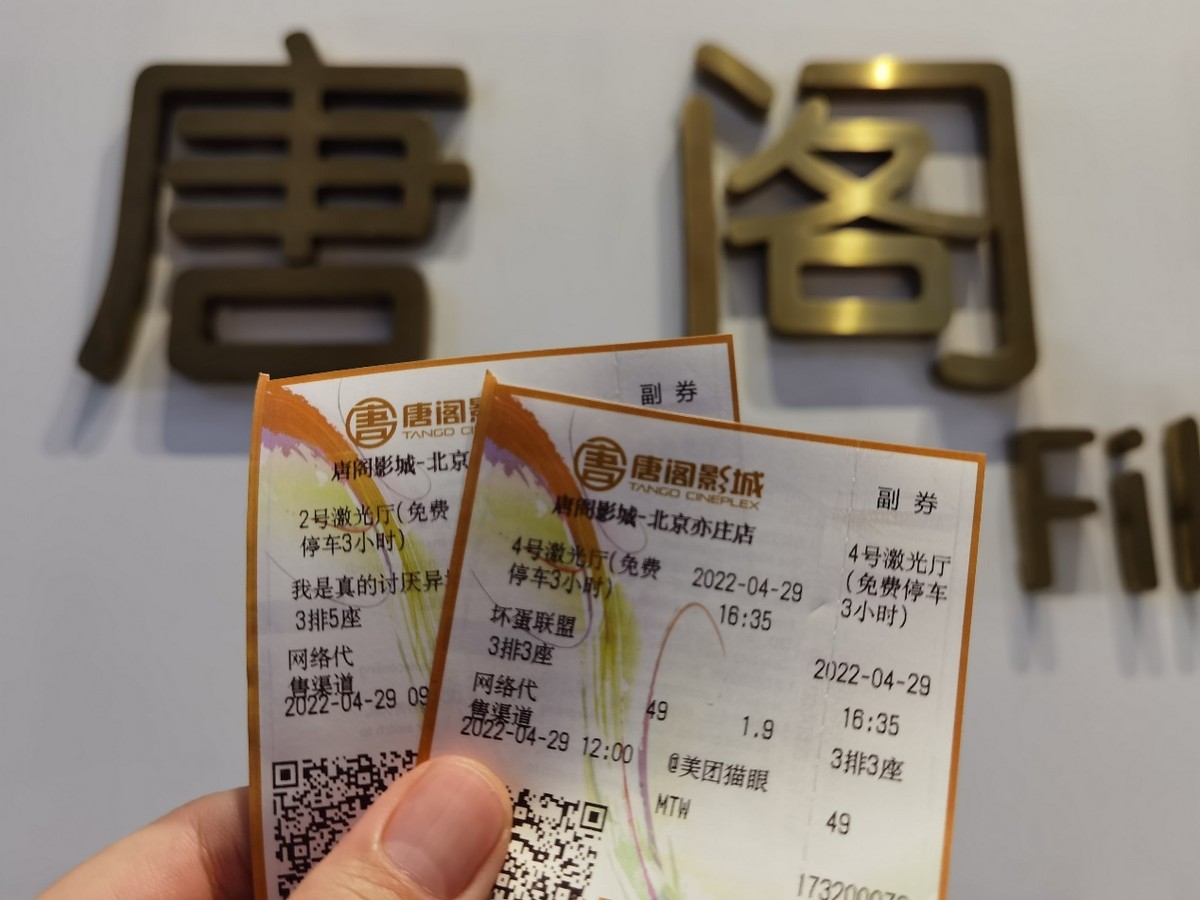 唐阁
Fil
副 券
唐阁影
TANGO CINE
唐阁影城-北京
2号激光厅(免费
停车3小时)
我是真的讨厌异
3排5座
网络代
售渠道
2022-04-29 09
副 券
唐阁影城
TANGO CINEPLEX
唐阁影城-北京亦庄店
4号激光厅(免费
停车3小时)
2022-04-29
16:35
坏蛋联盟
3排3座
网络代
售渠道
49
1.9
2022-04-29 12:00
@美团猫眼
MTW
4号激光厅
(免费停车
3小时)
2022-04-29
16:35
3排3座
49